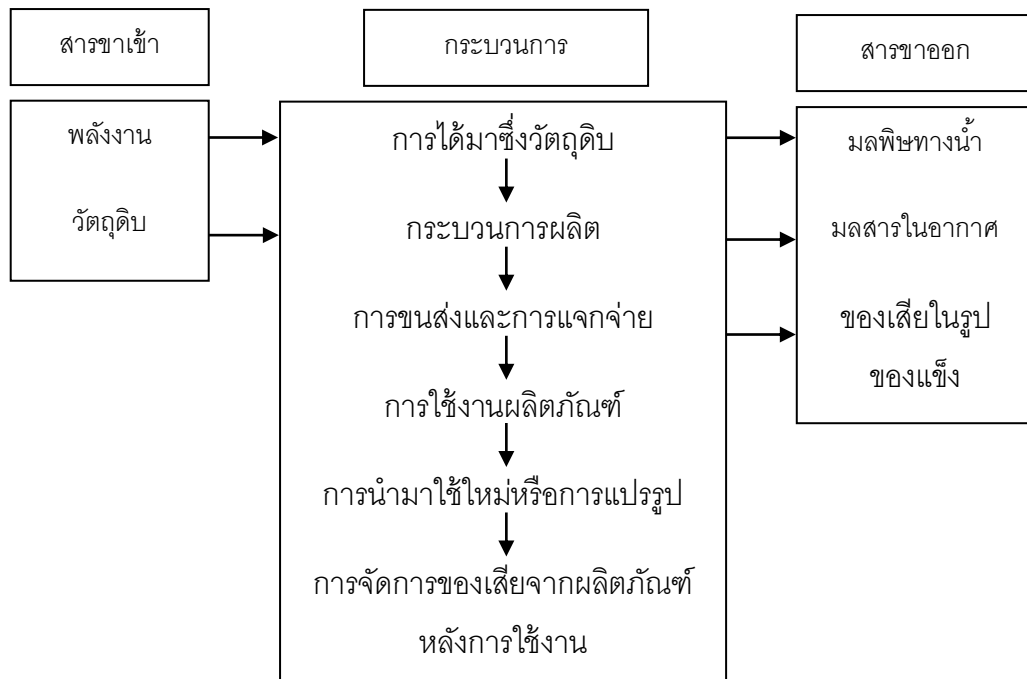 สารขาเข้า
กระบวนการ
สารขาออก
พลังงาน
วัตถุดิบ
การได้มาซึ่งวัตถุดิบ
กระบวนการผลิต
การขนส่งและการแจกจ่าย
การใช้งานผลิตภัณฑ์
การนำมาใช้ใหม่หรือการแปรรูป
การจัดการของเสียจากผลิตภัณฑ์
หลังการใช้งาน
มลพิษทางน้ำ
มลสารในอากาศ
ของเสียในรูป
ของแข็ง